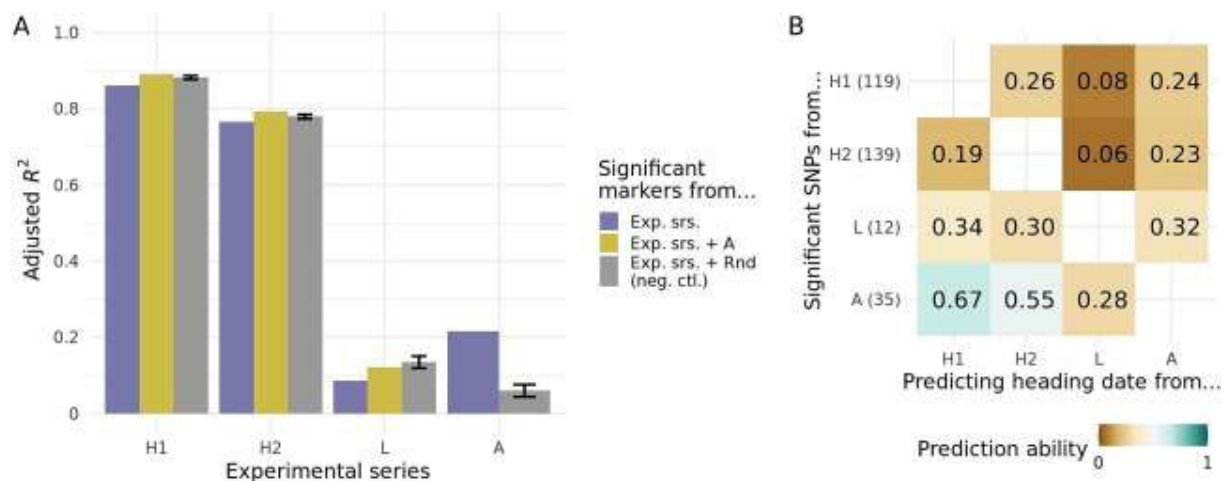 A
1.0
0.8
0.6
0.4
0.2
0
Adjusted R²
H1 H2 L A
Experimental series
Significant
markers from...
Exp. srs.
Exp. srs. + A
Exp. srs. + Rnd
(neg. ctl.)
B
Significant SNPs from...
H1 (119) 0.26 0.08 0.24
H2 (139) 0.19 0.06 0.23
L (12) 0.34 0.30 0.32
A (35) 0.67 0.55 0.28
H1 H2 L A
Predicting heading date from...
Prediction ability
0 1